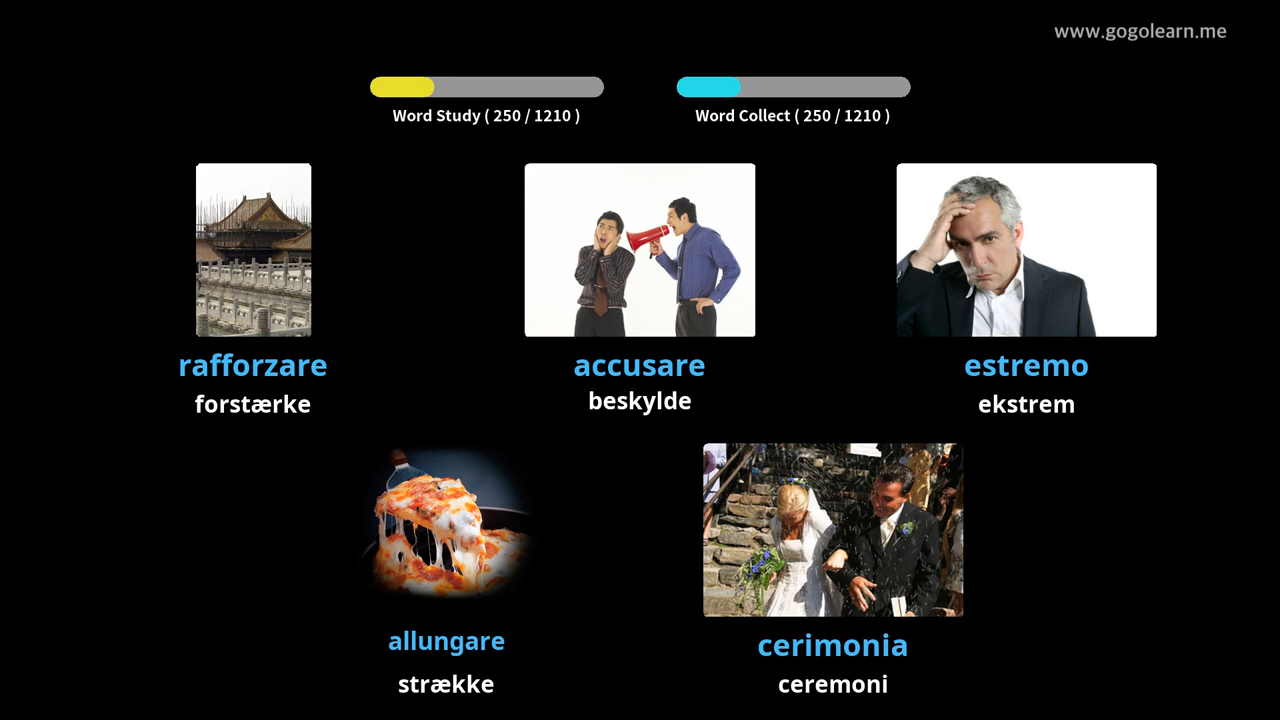 www.gogolearn.me
Word Study ( 250 / 1210 )
Word Collect ( 250 / 1210 )
rafforzare
forstærke
accusare
beskylde
estremo
ekstrem
allungare
strække
cerimonia
ceremoni